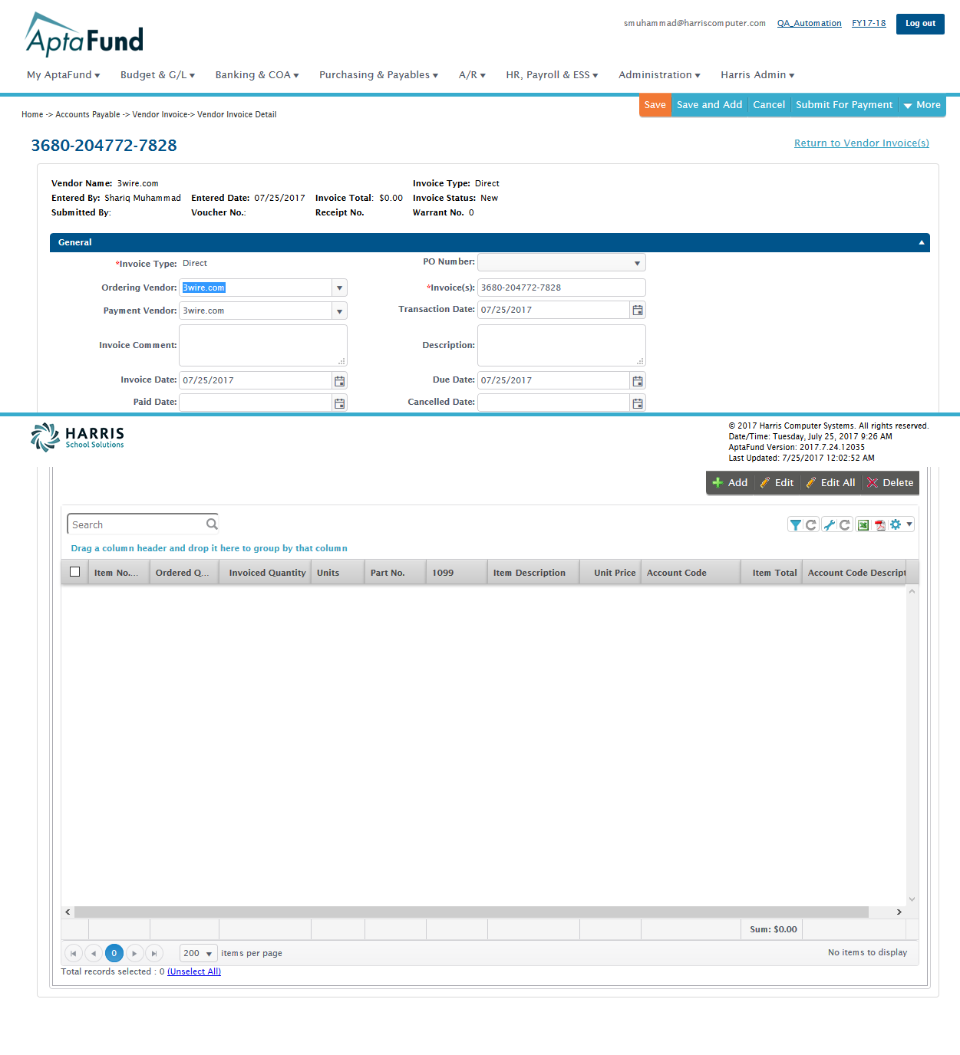 smuhammad@harriscomputer.com QA_Automation FY17-18 Log out
AptaFund
My AptaFund Budget & G/L Banking & COA Purchasing & Payables A/R HR, Payroll & ESS Administration Harris Admin
Save Save and Add Cancel Submit For Payment More
Home -> Accounts Payable -> Vendor Invoice-> Vendor Invoice Detail
3680-204772-7828 Return to Vendor Invoice(s)
Vendor Name: 3wire.com Invoice Type: Direct
Entered By: Shariq Muhammad Entered Date: 07/25/2017 Invoice Total: $0.00 Invoice Status: New
Submitted By: Voucher No.: Receipt No. Warrant No. 0
General
*Invoice Type: Direct PO Number:
Ordering Vendor: 3wire.com *Invoice(s): 3680-204772-7828
Payment Vendor: 3wire.com Transaction Date: 07/25/2017
Invoice Comment: Description:
Invoice Date: 07/25/2017 Due Date: 07/25/2017
Paid Date: Cancelled Date:
HARRIS
School Solutions
© 2017 Harris Computer Systems. All rights reserved.
Date/Time: Tuesday, July 25, 2017 9:26 AM
AptaFund Version: 2017.7.24.12035
Last Updated: 7/25/2017 12:02:52 AM
Add Edit Edit All Delete
Search
Drag a column header and drop it here to group by that column
Item No.... Ordered Q... Invoiced Quantity Units Part No. 1099 Item Description Unit Price Account Code Item Total Account Code Descript
Sum: $0.00
0 200 items per page No items to display
Total records selected : 0 (Unselect All)